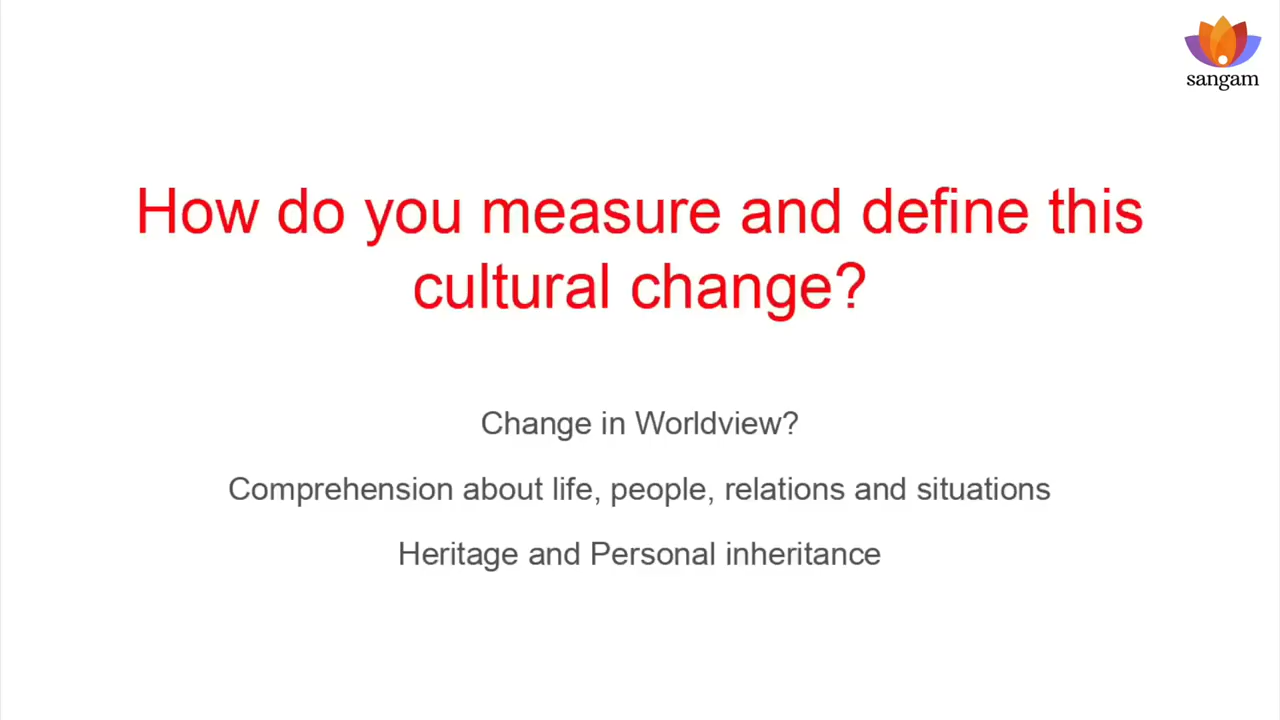 sangam
How do you measure and define this
cultural change?
Change in Worldview?
Comprehension about life, people, relations and situations
Heritage and Personal inheritance